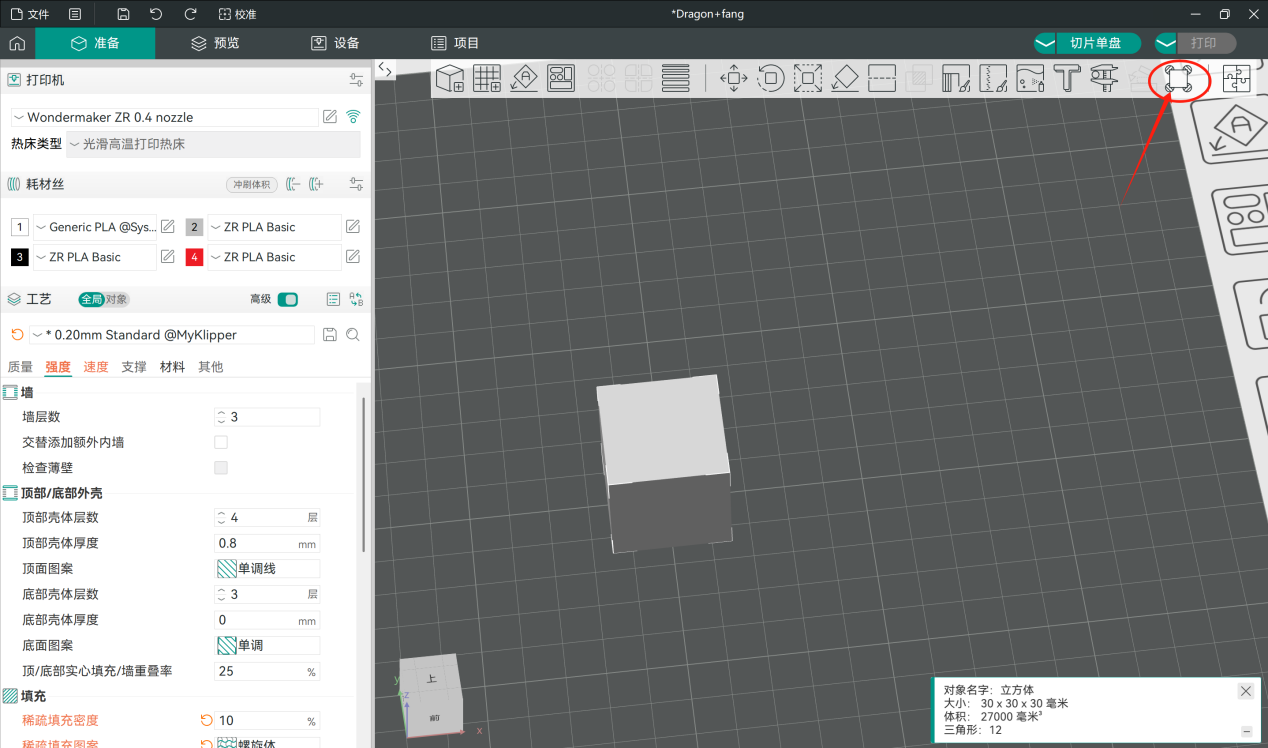 文件 校准 *Dragon+fang
准备 预览 设备 项目 切片单盘 打印
打印机
Wondermaker ZR 0.4 nozzle
热床类型 光滑高温打印热床
耗材丝 冲刷体积
1 Generic PLA @Sys... 2 ZR PLA Basic
3 ZR PLA Basic 4 ZR PLA Basic
工艺 全局 对象 高级
* 0.20mm Standard @MyKlipper
质量 强度 速度 支撑 材料 其他
墙
墙层数 3
交替添加额外内墙
检查薄壁
顶部/底部外壳
顶部壳体层数 4 层
顶部壳体厚度 0.8 mm
顶面图案 单调线
底部壳体层数 3 层
底部壳体厚度 0 mm
底面图案 单调
顶/底部实心填充/墙重叠率 25 %
填充
稀疏填充密度 10 %
稀疏填充图案 螺旋体
上
前
y
z
x
A
对象名字: 立方体
大小: 30 x 30 x 30 毫米
体积: 27000 毫米³
三角形: 12